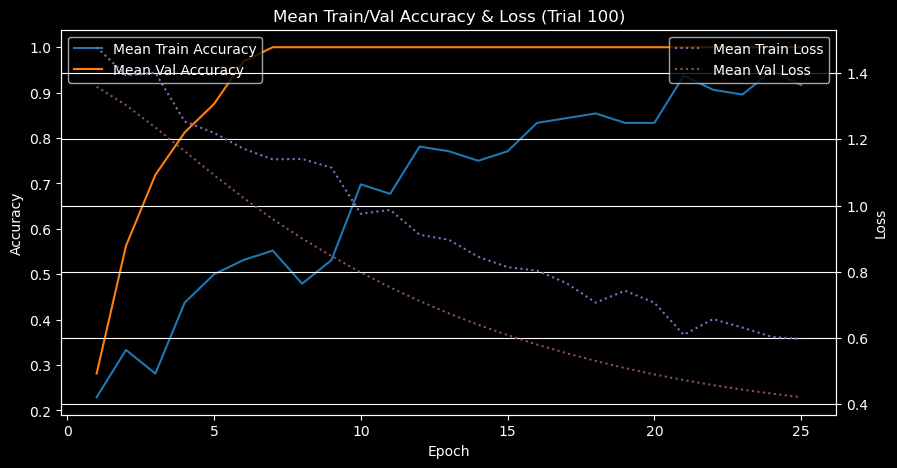 Mean Train/Val Accuracy & Loss (Trial 100)
Mean Train Accuracy
Mean Val Accuracy
Mean Train Loss
Mean Val Loss
1.0
0.9
0.8
0.7
0.6
0.5
0.4
0.3
0.2
Accuracy
1.4
1.2
1.0
0.8
0.6
0.4
Loss
0 5 10 15 20 25
Epoch